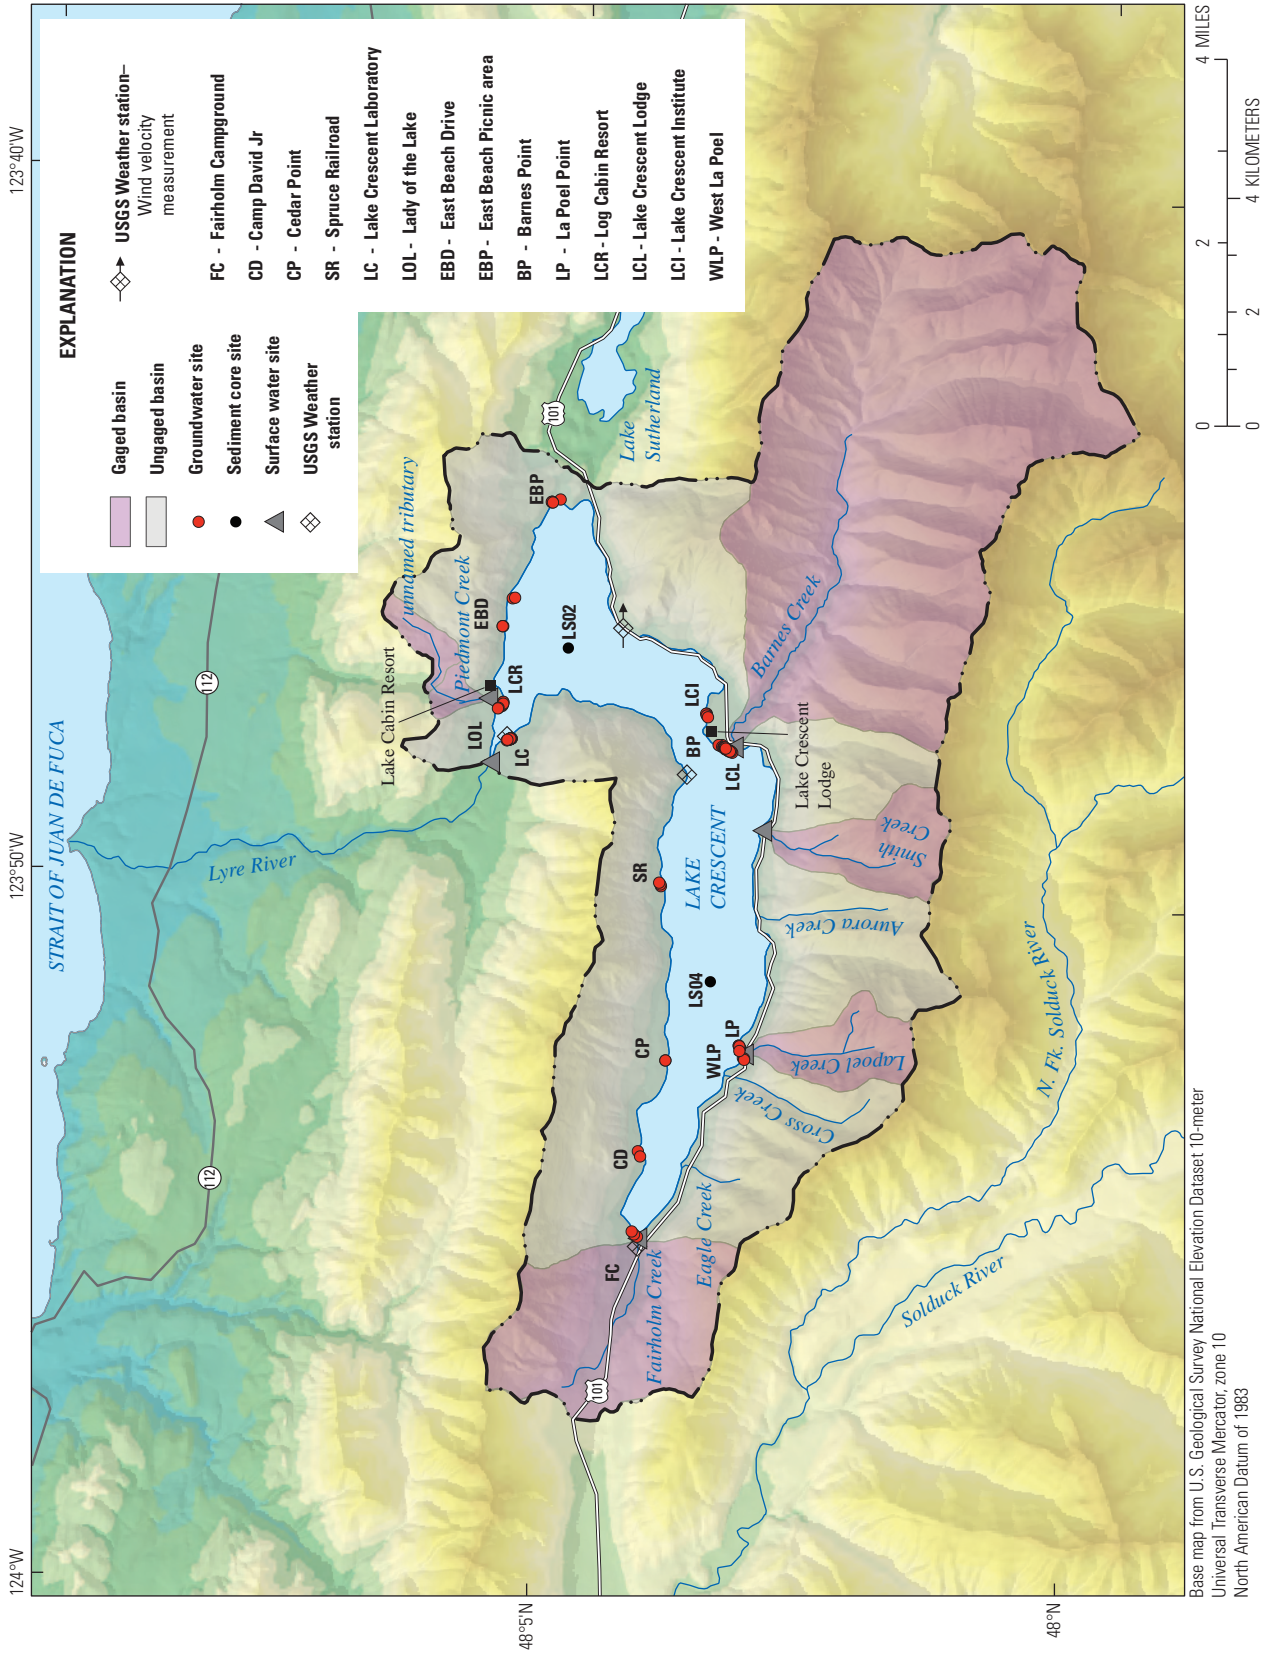 124°W
123°50'W
123°40'W
48°5'N
48°N
EXPLANATION
Gaged basin
Ungaged basin
Groundwater site
Sediment core site
Surface water site
USGS Weather
station
USGS Weather station–
Wind velocity
measurement
FC - Fairholm Campground
CD - Camp David Jr
CP - Cedar Point
SR - Spruce Railroad
LC - Lake Crescent Laboratory
LOL - Lady of the Lake
EBD - East Beach Drive
EBP - East Beach Picnic area
BP - Barnes Point
LP - La Poel Point
LCR - Log Cabin Resort
LCL - Lake Crescent Lodge
LCI - Lake Crescent Institute
WLP - West La Poel
STRAIT OF JUAN DE FUCA
112
112
Lyre River
Lake Cabin Resort
unnamed tributary
Piedmont Creek
LOL
LCR
LC
EBD
EBP
LS02
101
Lake
Sutherland
SR
CP
CD
FC
BP
LCI
LCL
LAKE
CRESCENT
LS04
WLP
LP
Lake Crescent
Lodge
Barnes Creek
Smith
Creek
Aurora Creek
Lapoel Creek
Cross Creek
Eagle Creek
Fairholm Creek
101
N. Fk. Solduck River
Solduck River
Base map from U.S. Geological Survey National Elevation Dataset 10-meter
Universal Transverse Mercator, zone 10
North American Datum of 1983
0 2 4 MILES
0 2 4 KILOMETERS